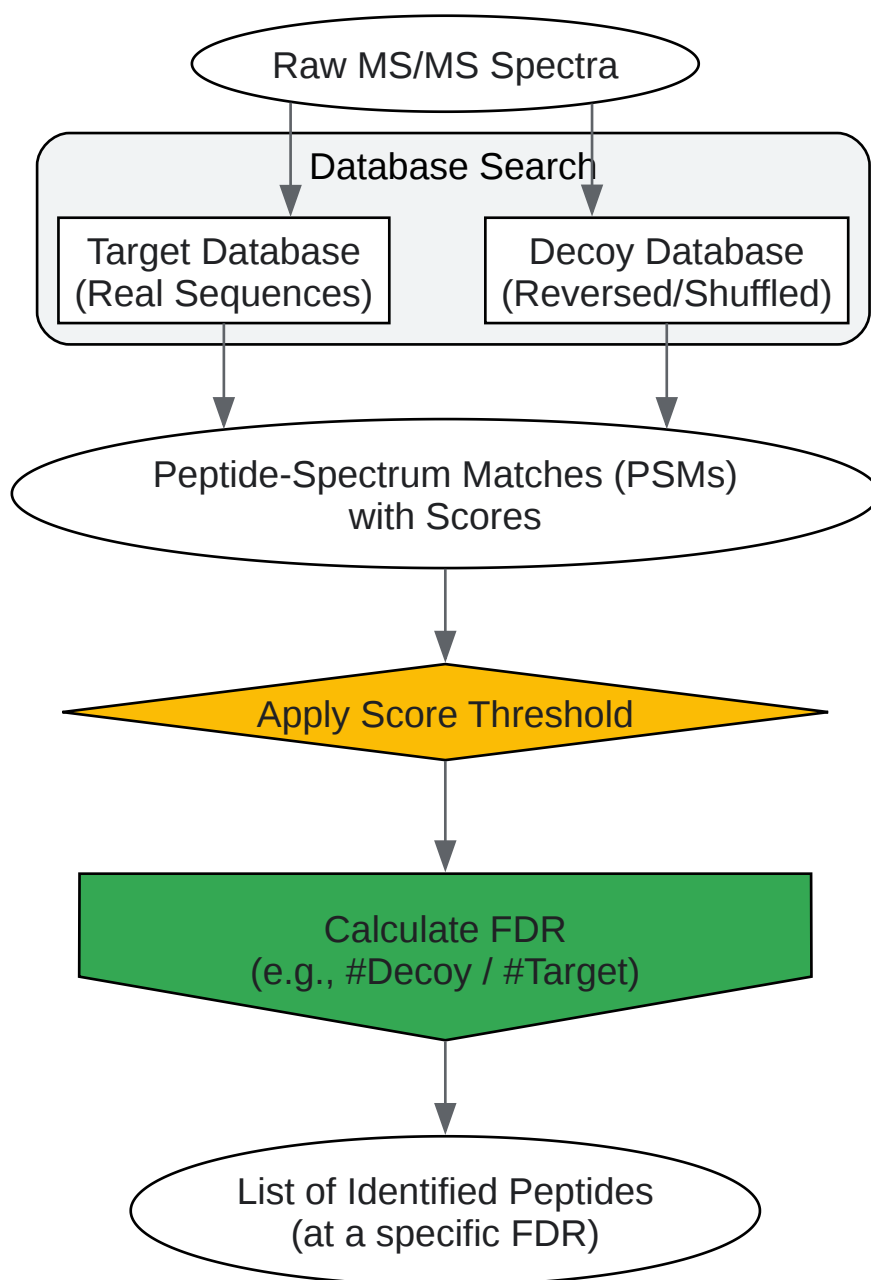 Raw MS/MS Spectra
Database Search
Target Database
(Real Sequences)
Decoy Database
(Reversed/Shuffled)
Peptide-Spectrum Matches (PSMs)
with Scores
Apply Score Threshold
Calculate FDR
(e.g., #Decoy / #Target)
List of Identified Peptides
(at a specific FDR)